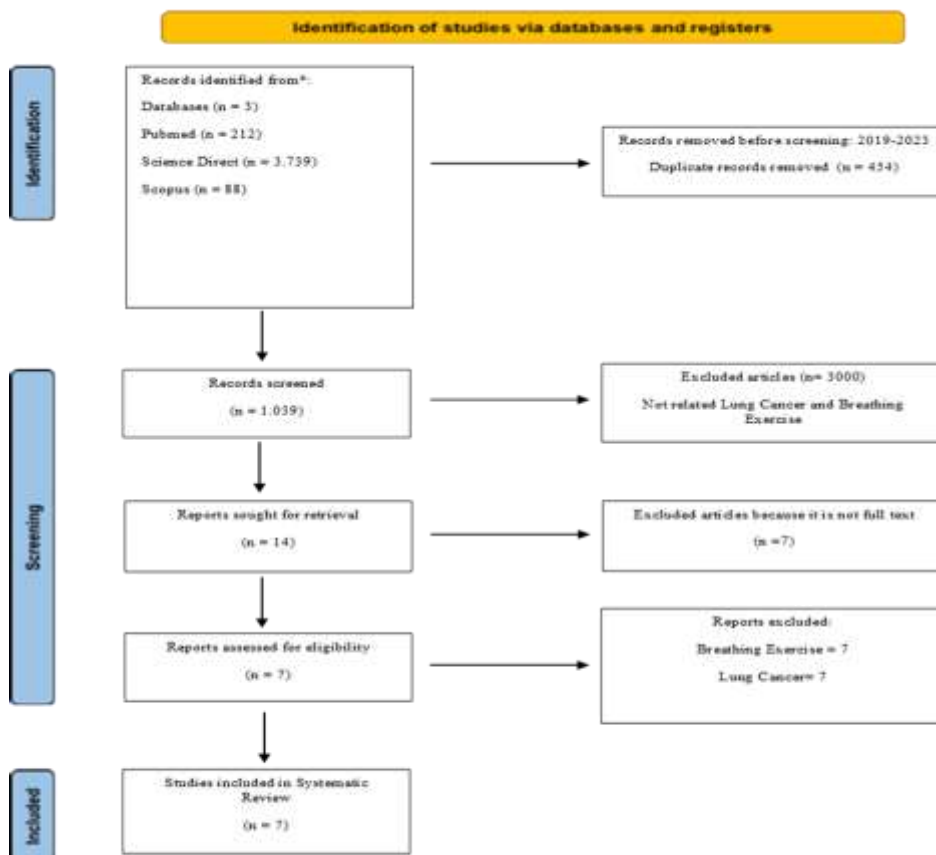 Identification of studies via databases and registers
Identification
Records identified from*:
Databases (n = 3)
Pubmed (n = 212)
Science Direct (n = 3.739)
Scopus (n = 88)
Records removed before screening: 2019-2023
Duplicate records removed (n = 454)
Screening
Records screened
(n = 1.039)
Excluded articles (n= 3000)
Not related Lung Cancer and Breathing
Exercise
Reports sought for retrieval
(n = 14)
Excluded articles because it is not full text
(n =7)
Reports assessed for eligibility
(n = 7)
Reports excluded:
Breathing Exercise = 7
Lung Cancer= 7
Included
Studies included in Systematic
Review
(n = 7)